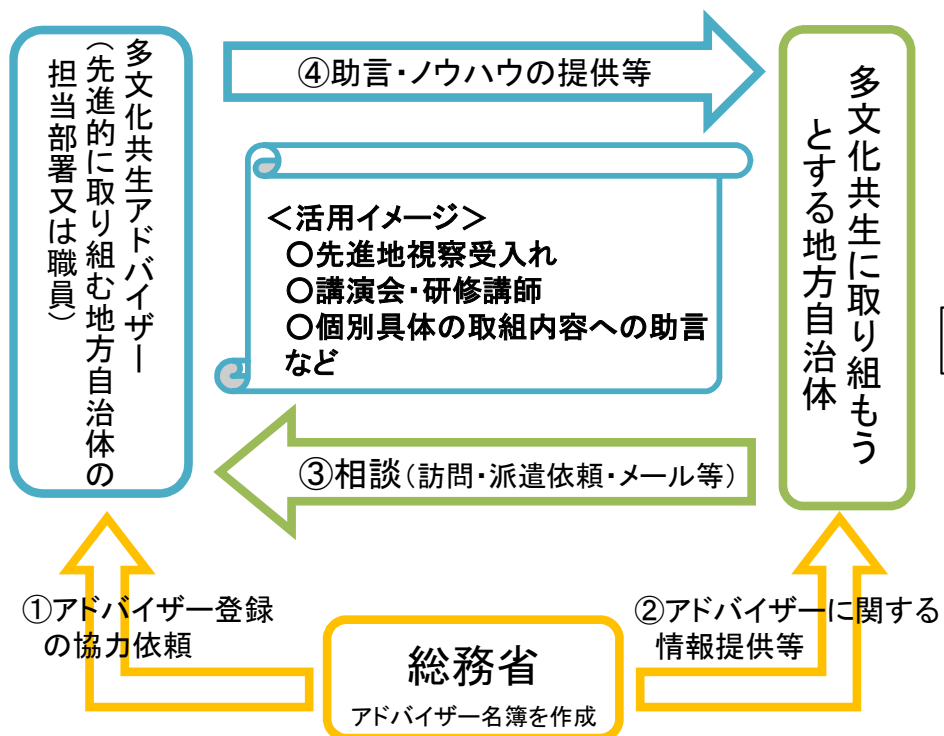 多文化共生アドバイザー
(先進的に取り組む地方自治体の
担当部署又は職員)
④助言・ノウハウの提供等
多文化共生に取り組もう
とする地方自治体
<活用イメージ>
○先進地視察受入れ
○講演会・研修講師
○個別具体の取組内容への助言
など
③相談(訪問・派遣依頼・メール等)
①アドバイザー登録
の協力依頼
②アドバイザーに関する
情報提供等
総務省
アドバイザー名簿を作成